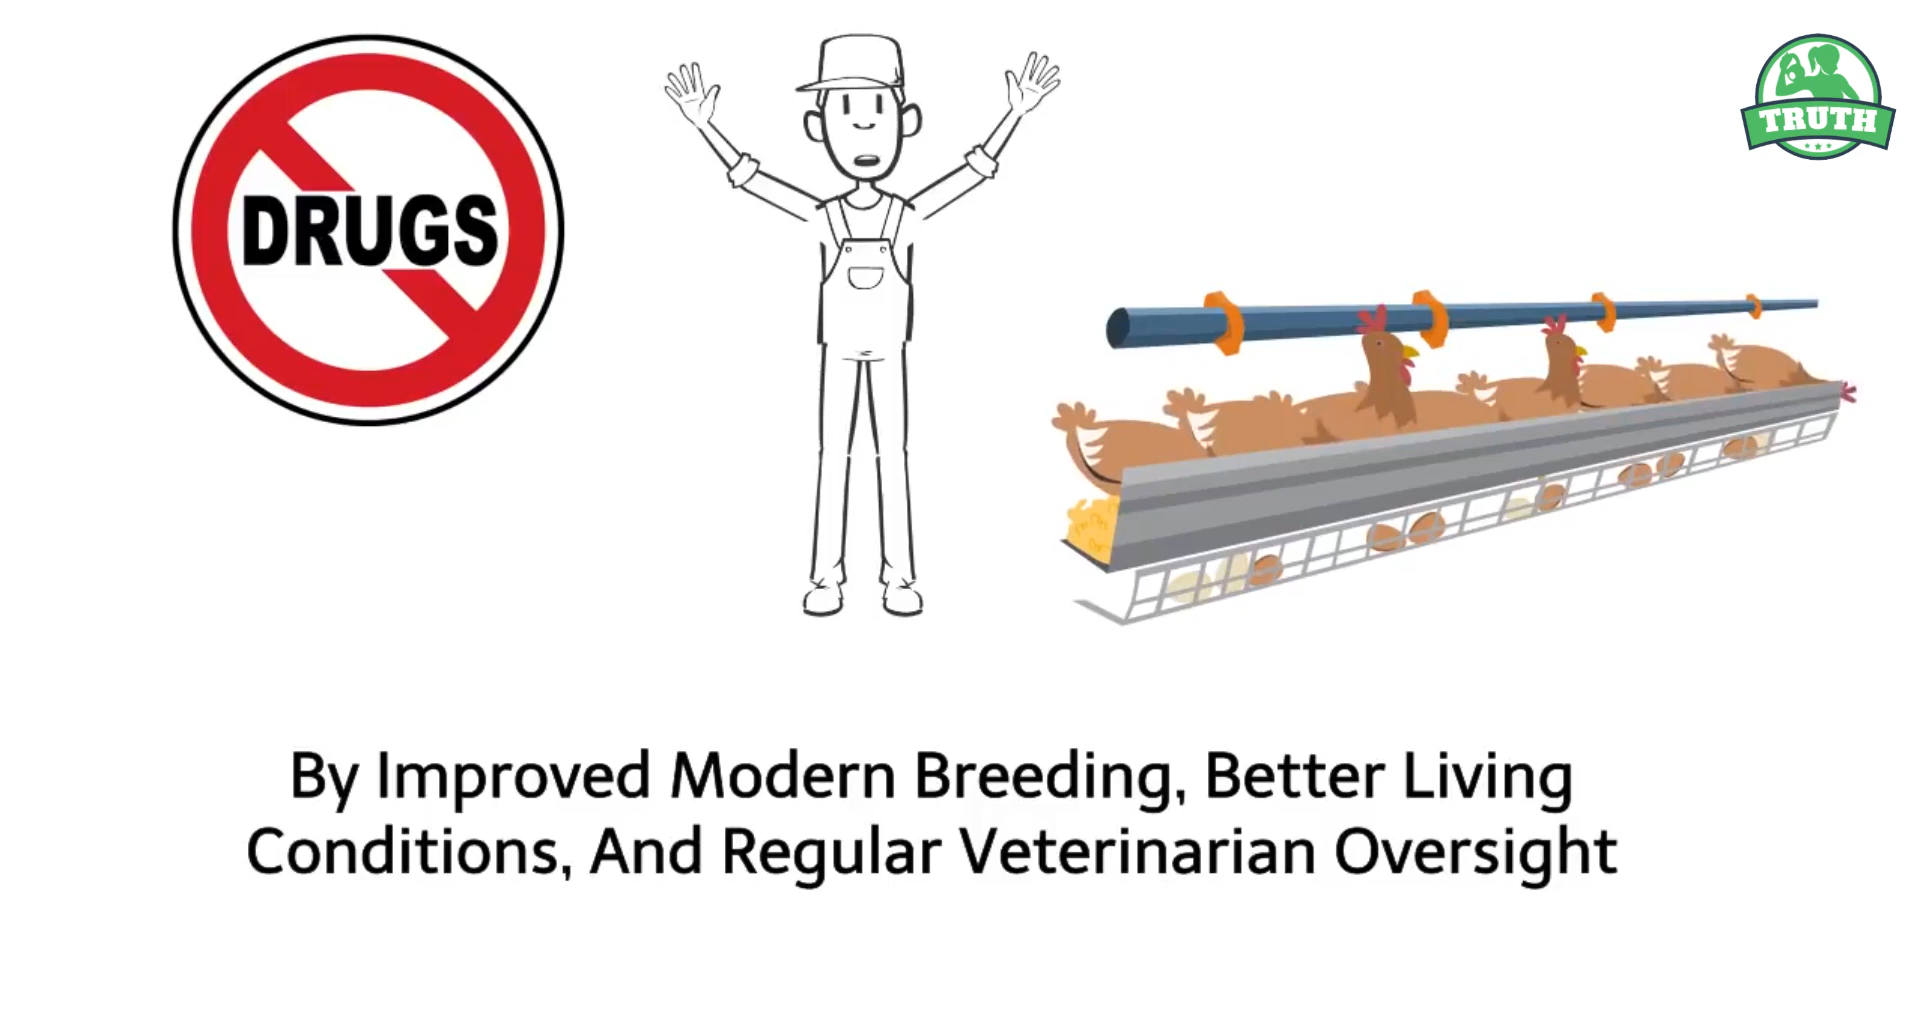 DRUGS
TRUTH
By Improved Modern Breeding, Better Living
Conditions, And Regular Veterinarian Oversight